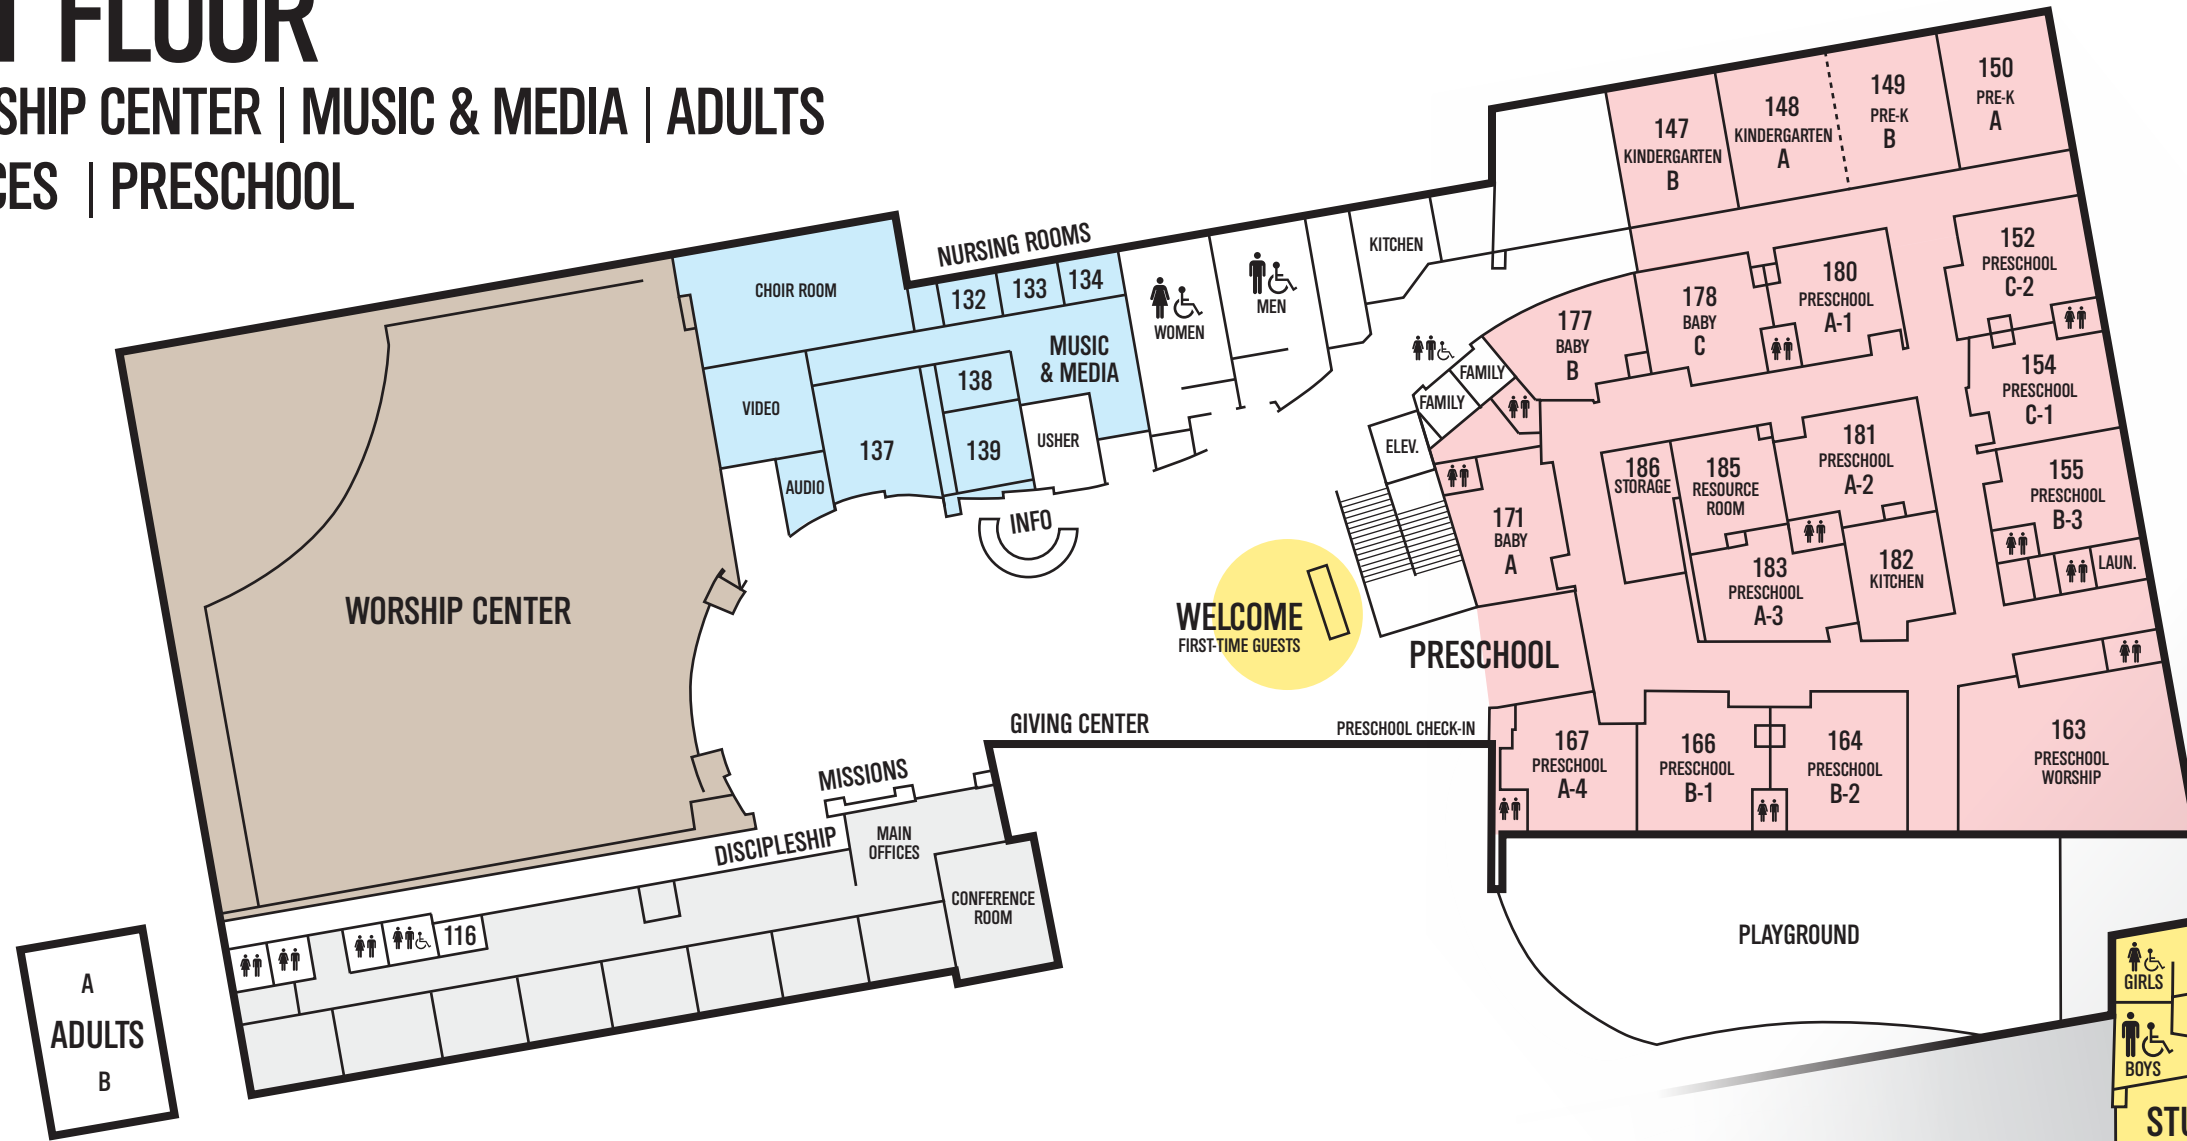 FLOOR
SHIP CENTER | MUSIC & MEDIA | ADULTS
CES | PRESCHOOL
NURSING ROOMS
CHOIR ROOM
132
133
134
WOMEN
MEN
KITCHEN
MUSIC
& MEDIA
VIDEO
AUDIO
137
138
139
USHER
INFO
WORSHIP CENTER
WELCOME
FIRST-TIME GUESTS
GIVING CENTER
PRESCHOOL CHECK-IN
MISSIONS
DISCIPLESHIP
MAIN
OFFICES
CONFERENCE
ROOM
116
A
ADULTS
B
FAMILY
FAMILY
ELEV.
PRESCHOOL
147
KINDERGARTEN
B
148
KINDERGARTEN
A
149
PRE-K
B
150
PRE-K
A
152
PRESCHOOL
C-2
154
PRESCHOOL
C-1
155
PRESCHOOL
B-3
LAUN.
177
BABY
B
178
BABY
C
180
PRESCHOOL
A-1
181
PRESCHOOL
A-2
186
STORAGE
185
RESOURCE
ROOM
171
BABY
A
183
PRESCHOOL
A-3
182
KITCHEN
167
PRESCHOOL
A-4
166
PRESCHOOL
B-1
164
PRESCHOOL
B-2
163
PRESCHOOL
WORSHIP
PLAYGROUND
GIRLS
BOYS
STU